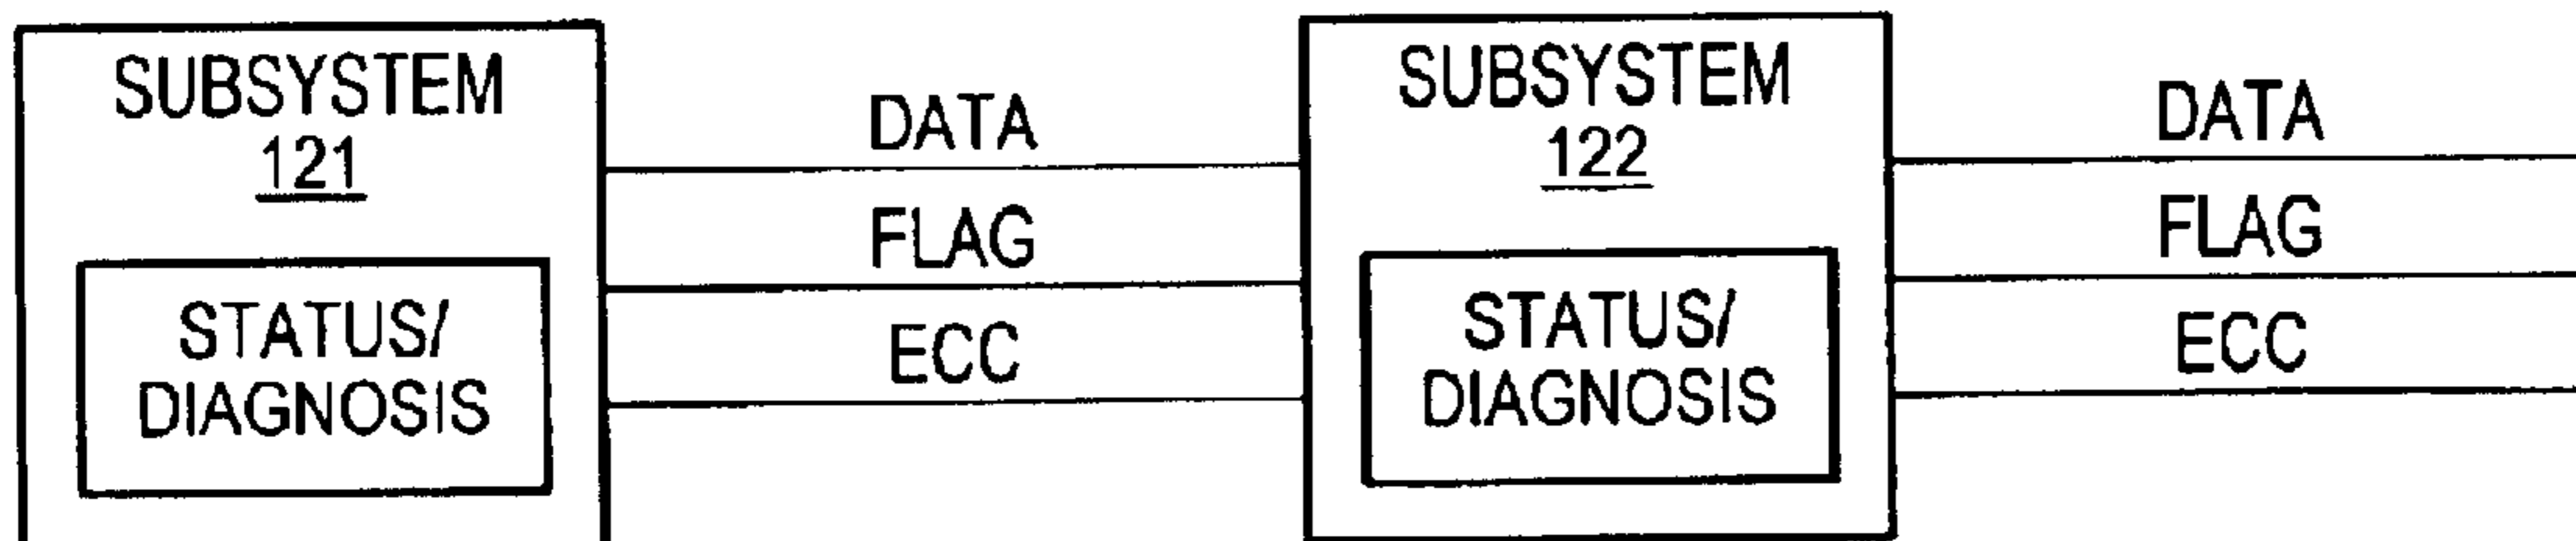 SUBSYSTEM
121
STATUS/
DIAGNOSIS
DATA
FLAG
ECC
SUBSYSTEM
122
STATUS/
DIAGNOSIS
DATA
FLAG
ECC